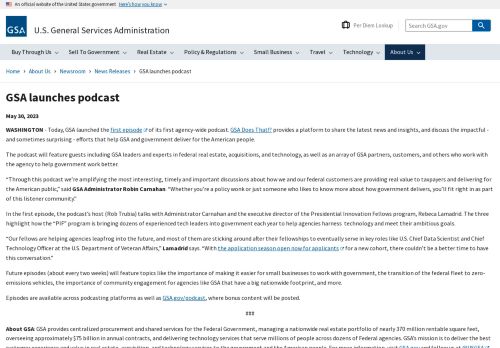 An official website of the United States government Here's how you know
GSA U.S. General Services Administration
Per Diem Lookup
Search GSA.gov
Buy Through Us Sell To Government Real Estate Policy & Regulations Small Business Travel Technology About Us
Home › About Us › Newsroom › News Releases › GSA launches podcast
GSA launches podcast
May 30, 2023
WASHINGTON - Today, GSA launched the first episode of its first agency-wide podcast. GSA Does That!? provides a platform to share the latest news and insights, and discuss the impactful -
and sometimes surprising - efforts that help GSA and government deliver for the American people.
The podcast will feature guests including GSA leaders and experts in federal real estate, acquisitions, and technology, as well as an array of GSA partners, customers, and others who work with
the agency to help government work better.
“Through this podcast we’re amplifying the most interesting, timely and important discussions about how we and our federal customers are providing real value to taxpayers and delivering for
the American public,” said GSA Administrator Robin Carnahan. “Whether you’re a policy wonk or just someone who likes to know more about how government delivers, you’ll fit right in as part
of this listener community.”
In the first episode, the podcast’s host (Rob Trubia) talks with Administrator Carnahan and the executive director of the Presidential Innovation Fellows program, Rebeca Lamadrid. The three
highlight how the “PIF” program is bringing dozens of experienced tech leaders into government each year to help agencies harness technology and meet their ambitious goals.
“Our fellows are helping agencies leapfrog into the future, and most of them are sticking around after their fellowships to eventually serve in key roles like U.S. Chief Data Scientist and Chief
Technology Officer at the U.S. Department of Veteran Affairs,” Lamadrid says. “With the application season open now for applicants for a new cohort, there couldn’t be a better time to have
this conversation.”
Future episodes (about every two weeks) will feature topics like the importance of making it easier for small businesses to work with government, the transition of the federal fleet to zero-
emissions vehicles, the importance of community engagement for agencies like GSA that have a big nationwide footprint, and more.
Episodes are available across podcasting platforms as well as GSA.gov/podcast, where bonus content will be posted.
###
About GSA: GSA provides centralized procurement and shared services for the Federal Government, managing a nationwide real estate portfolio of nearly 370 million rentable square feet,
overseeing approximately $75 billion in annual contracts, and delivering technology services that serve millions of people across dozens of Federal agencies. GSA’s mission is to deliver the best